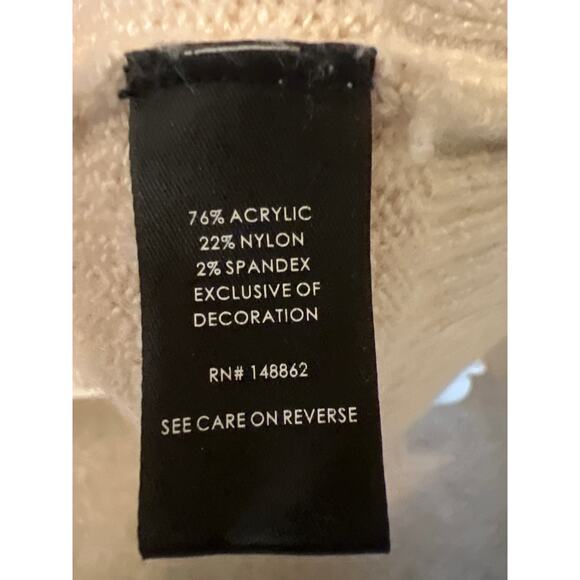 76% ACRYLIC
22% NYLON
2% SPANDEX
EXCLUSIVE OF
DECORATION
RN# 148862
SEE CARE ON REVERSE